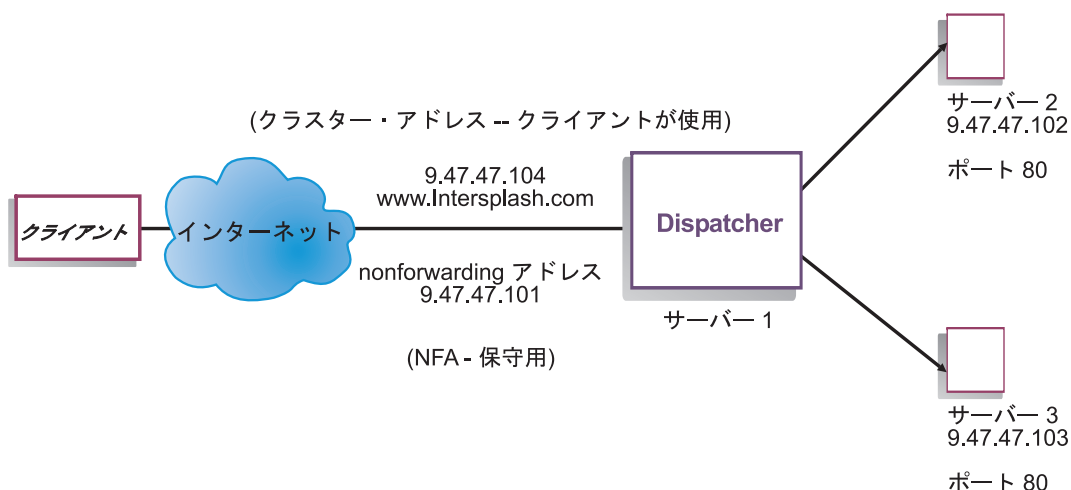 (クラスター・アドレス -- クライアントが使用)
9.47.47.104
www.Intersplash.com
クライアント
インターネット
nonforwarding アドレス
9.47.47.101
(NFA - 保守用)
Dispatcher
サーバー 1
サーバー 2
9.47.47.102
ポート 80
サーバー 3
9.47.47.103
ポート 80